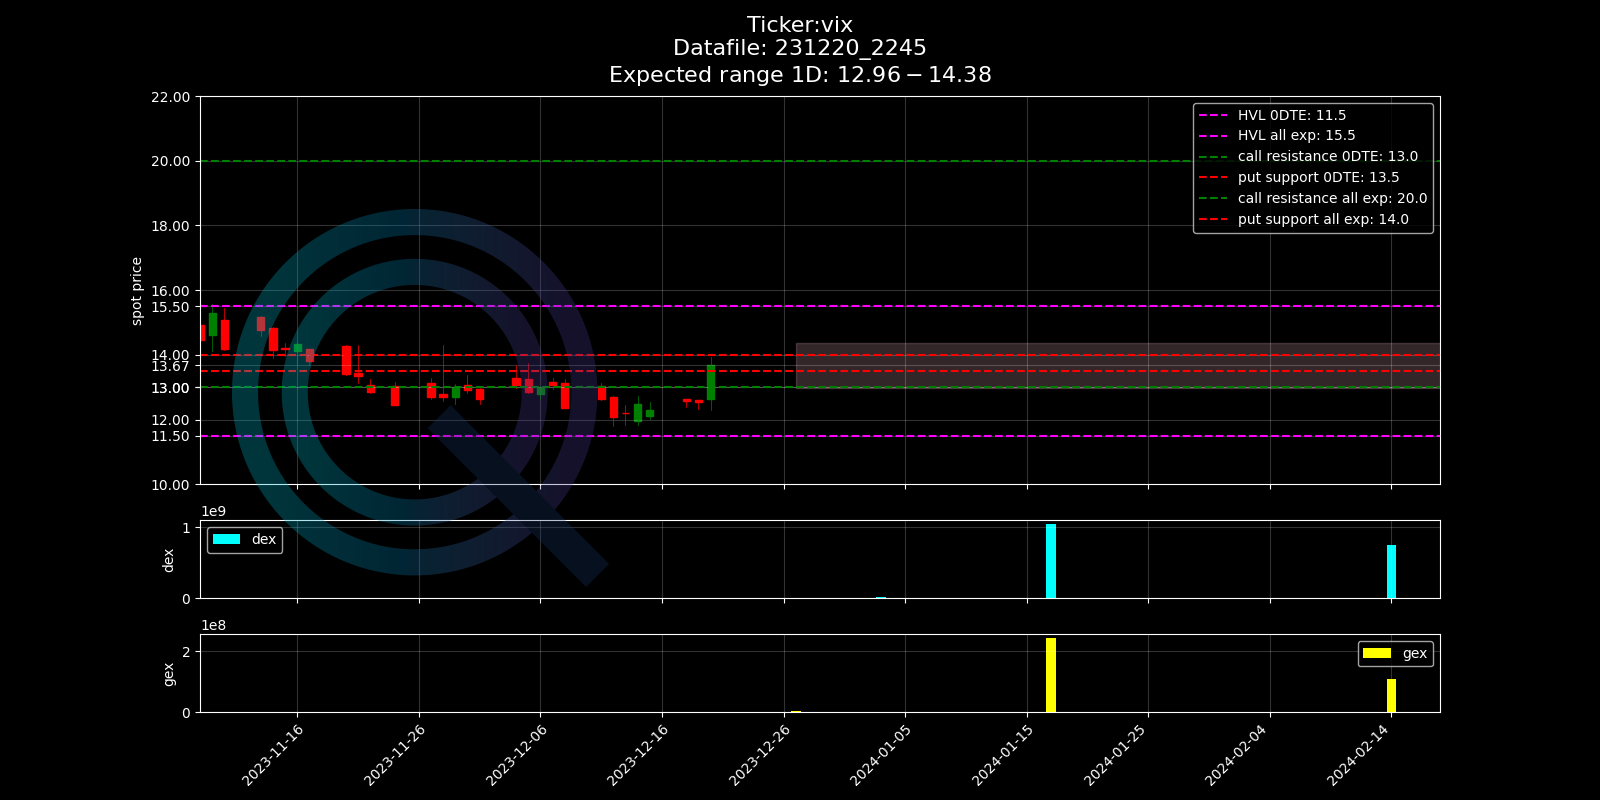 Ticker:vix
Datafile: 231220_2245
Expected range 1D: 12.96 − 14.38
22.00
20.00
18.00
16.00
15.50
14.00
13.67
13.00
12.00
11.50
10.00
spot price
HVL 0DTE: 11.5
HVL all exp: 15.5
call resistance 0DTE: 13.0
put support 0DTE: 13.5
call resistance all exp: 20.0
put support all exp: 14.0
1e9
1
0
dex
dex
1e8
2
0
gex
gex
2023-11-16
2023-11-26
2023-12-06
2023-12-16
2023-12-26
2024-01-05
2024-01-15
2024-01-25
2024-02-04
2024-02-14